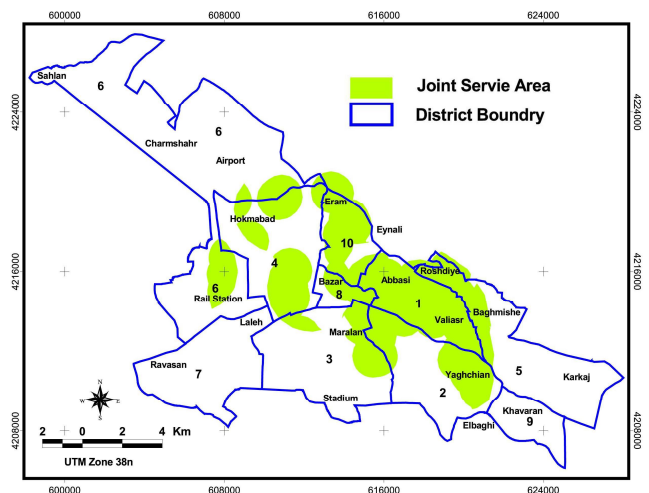 600000 608000 616000 624000
4224000
4224000
Sahlan
6
Joint Servie Area
District Boundry
6
Charmshahr
Airport
Eram
Hokmabad
Eynali
10
4
4216000
4216000
Roshdiye
Abbasi
Bazar
6
8
Rail Station
1
Baghmishe
Valiasr
Laleh
Maralan
3
Ravasan
7
Yaghchian
5
Karkaj
2
Stadium
Khavaran
9
Elbaghi
4208000
4208000
N
W E
S
2 0 2 4 Km
UTM Zone 38n
600000 608000 616000 624000